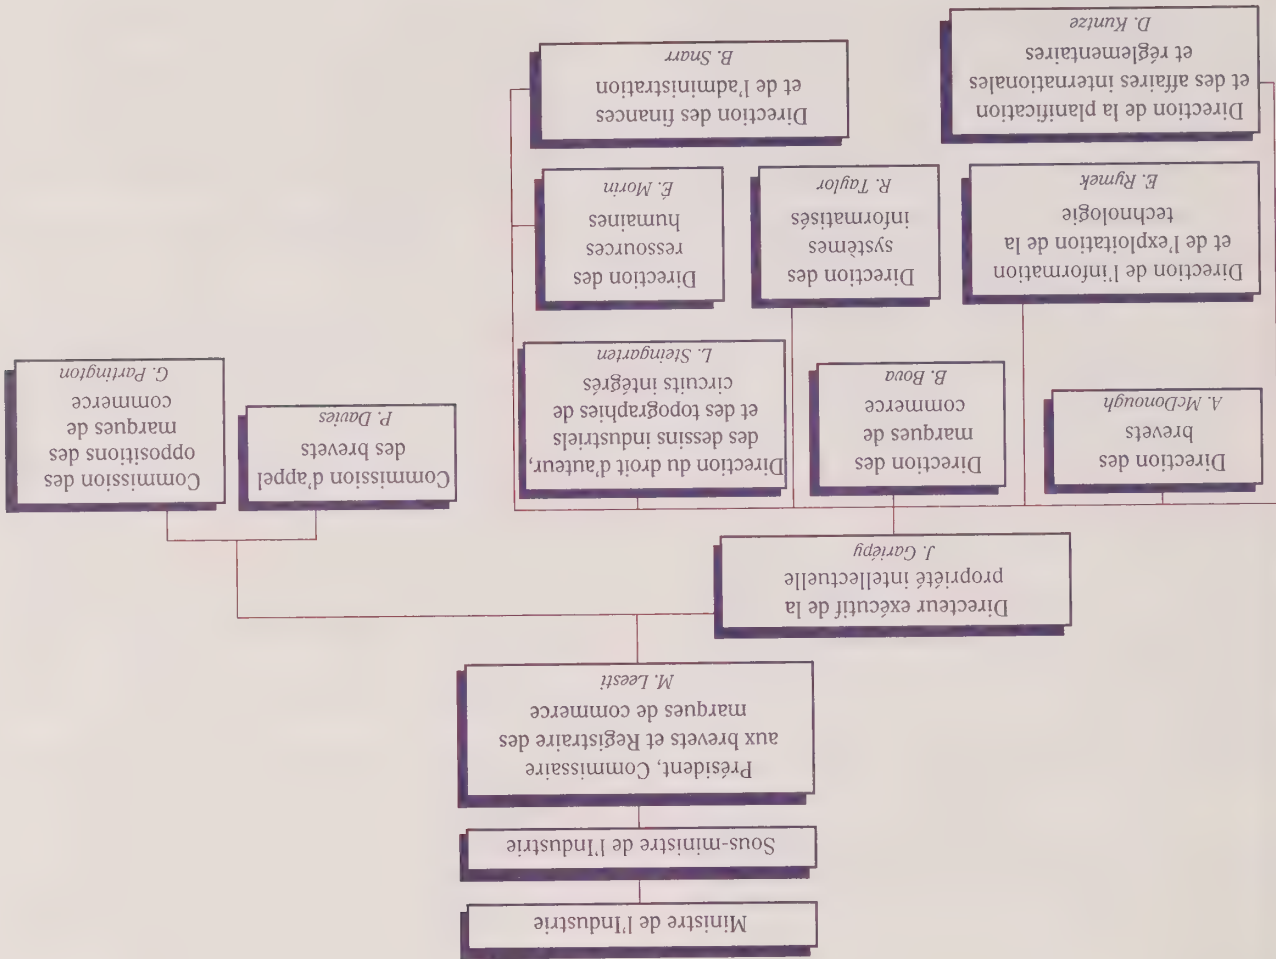 Ministre de l'Industrie
Sous-ministre de l'Industrie
Président, Commissaire
aux brevets et Registraire des
marques de commerce
M. Leesti
Directeur exécutif de la
propriété intellectuelle
J. Gariépy
Commission d'appel
des brevets
P. Davies
Commission des
oppositions des
marques de
commerce
G. Partington
Direction des
brevets
A. McDonough
Direction des
marques de
commerce
B. Bova
Direction du droit d'auteur,
des dessins industriels
et des topographies de
circuits intégrés
L. Steingarten
Direction de l'information
et de l'exploitation de la
technologie
E. Rymek
Direction des
systèmes
informatisés
R. Taylor
Direction des
ressources
humaines
É. Morin
Direction de la planification
et des affaires internationales
et réglementaires
D. Kuntze
Direction des finances
et de l'administration
B. Snarr